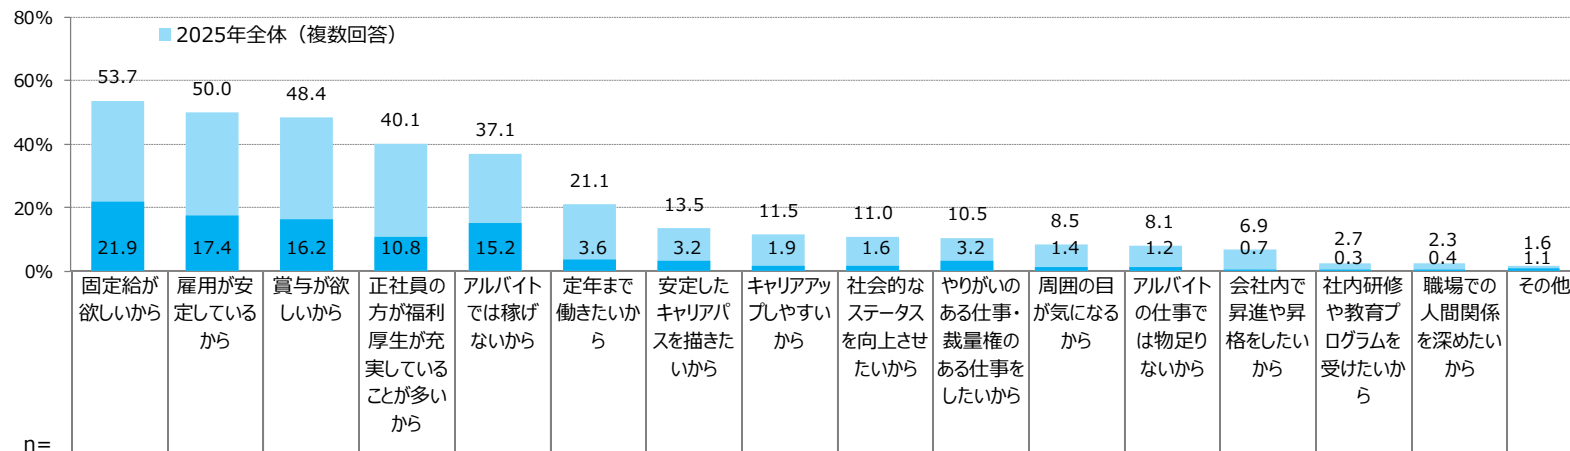 80%
2025年全体（複数回答）
60%
40%
20%
0%
53.7
50.0
48.4
40.1
37.1
21.1
13.5
11.5
11.0
10.5
8.5
8.1
6.9
2.7
2.3
1.6
21.9
17.4
16.2
10.8
15.2
3.6
3.2
1.9
1.6
3.2
1.4
1.2
0.7
0.3
0.4
1.1
固定給が
欲しいから
雇用が安
定しているか
ら
賞与が欲
しいから
正社員の
方が福利
厚生が充
実している
ことが多い
から
アルバイト
では稼げ
ないから
定年まで
働きたいか
ら
安定した
キャリアパ
スを描きた
いから
キャリアアッ
プしやすい
から
社会的な
ステータス
を向上させ
たいから
やりがいの
ある仕事・
裁量権の
ある仕事を
したいから
周囲の目
が気になる
から
アルバイト
の仕事で
は物足り
ないから
会社内で
昇進や昇
格をしたい
から
社内研修
や教育プ
ログラムを
受けたいか
ら
職場での
人間関係
を深めたい
から
その他
n=